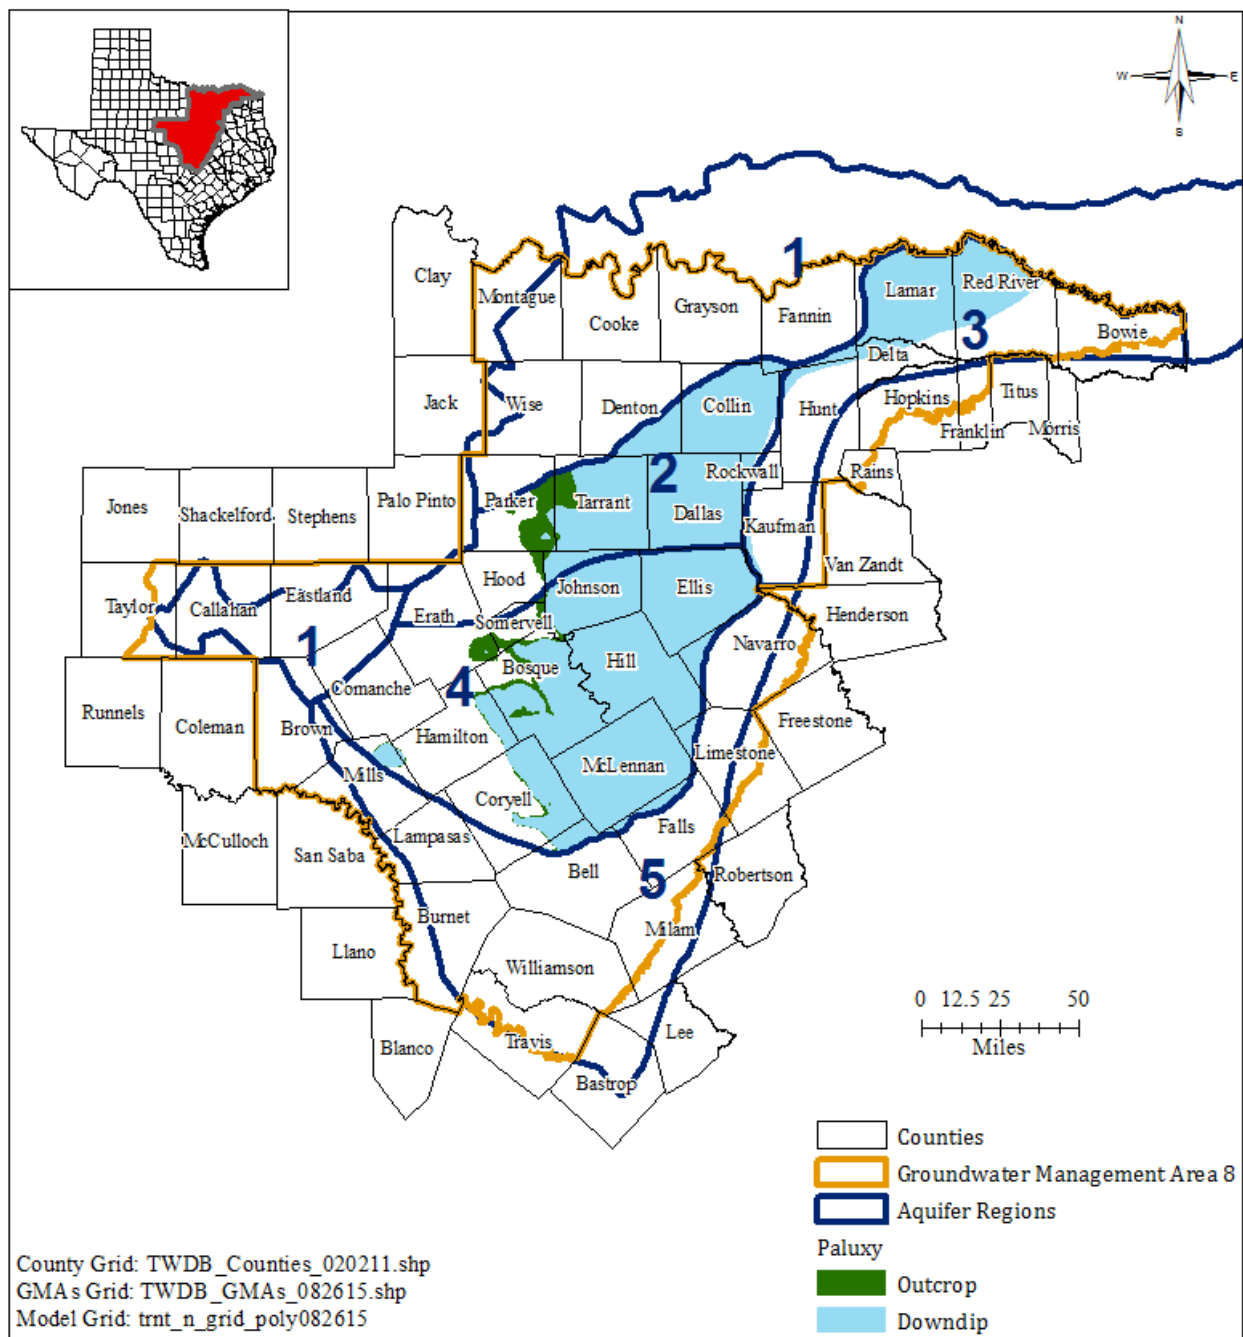 N
W E
S
Clay
Montague
Cooke
Grayson
1
Fannin
Lamar
Red River
3
Bowie
Delta
Jack
Wise
Denton
Collin
Hunt
Hopkins
Titus
Franklin
Morris
Jones
Shackelford
Stephens
Palo Pinto
Parker
Tarrant
2
Dallas
Rockwall
Kaufman
Rains
Van Zandt
Taylor
Callahan
Eastland
Erath
Hood
Somervell
Johnson
Ellis
Henderson
Navarro
1
Comanche
4
Bosque
Hill
Runnels
Coleman
Brown
Hamilton
Freestone
Mills
McLennan
Limestone
Coryell
McCulloch
San Saba
Lampasas
Falls
Bell
5
Robertson
Burnet
Milam
Llano
Williamson
Blanco
Travis
Lee
Bastrop
0 12.5 25 50
Miles
Counties
Groundwater Management Area 8
Aquifer Regions
Paluxy
Outcrop
Downdip
County Grid: TWDB_Counties_020211.shp
GMAs Grid: TWDB_GMAs_082615.shp
Model Grid: trnt_n_grid_poly082615